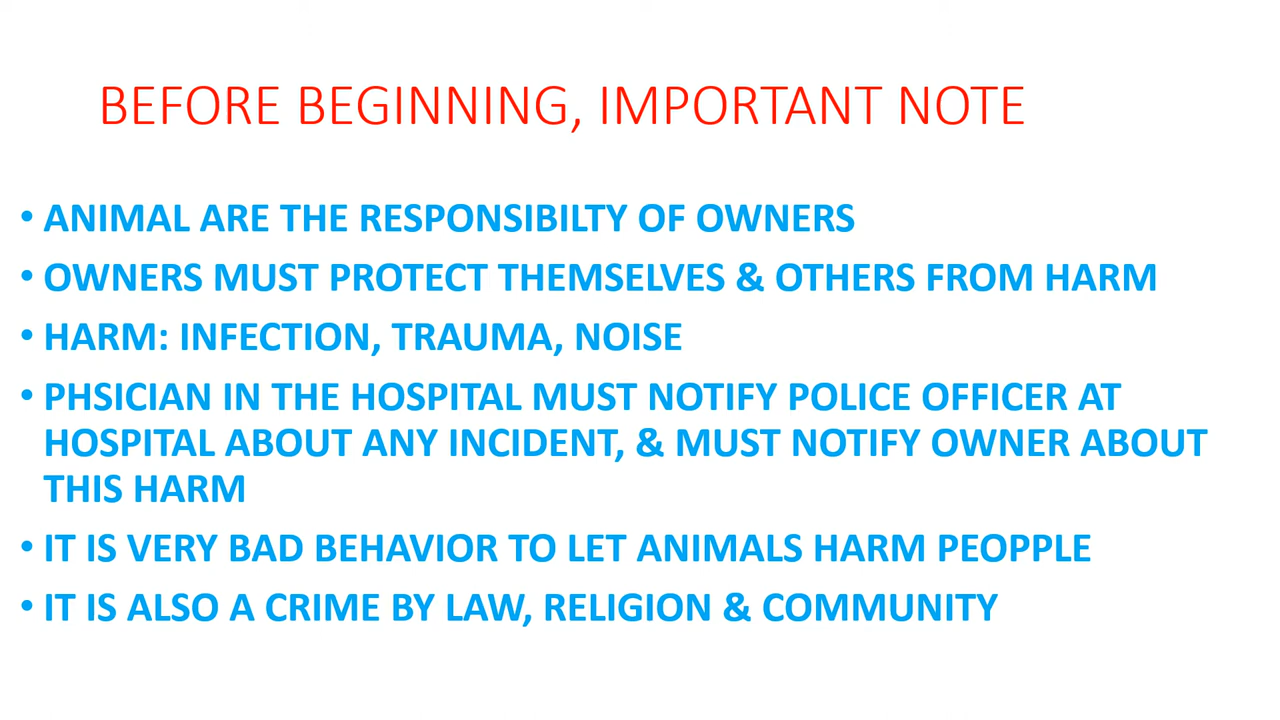 BEFORE BEGINNING, IMPORTANT NOTE
• ANIMAL ARE THE RESPONSIBILTY OF OWNERS
• OWNERS MUST PROTECT THEMSELVES & OTHERS FROM HARM
• HARM: INFECTION, TRAUMA, NOISE
• PHSICIAN IN THE HOSPITAL MUST NOTIFY POLICE OFFICER AT
HOSPITAL ABOUT ANY INCIDENT, & MUST NOTIFY OWNER ABOUT
THIS HARM
• IT IS VERY BAD BEHAVIOR TO LET ANIMALS HARM PEOPPLE
• IT IS ALSO A CRIME BY LAW, RELIGION & COMMUNITY